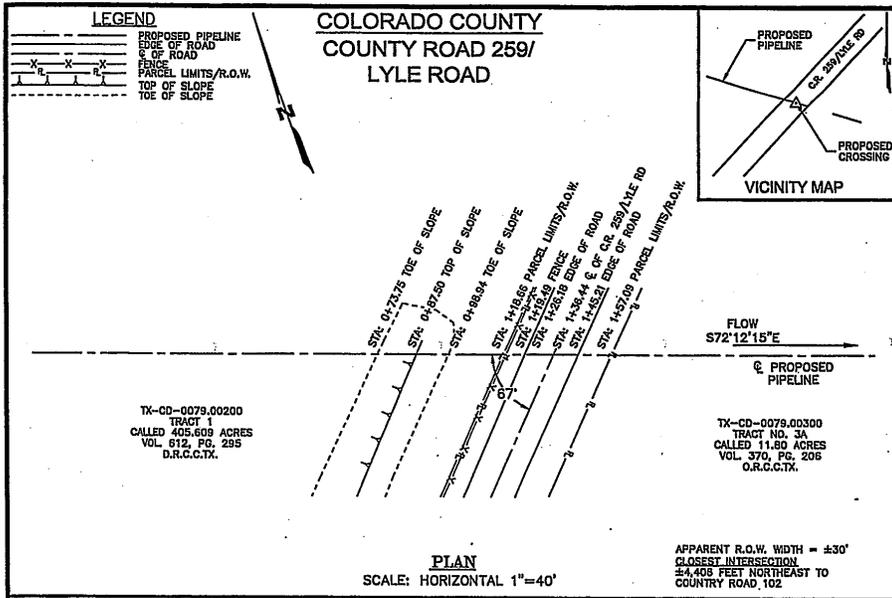 LEGEND
PROPOSED PIPELINE
EDGE OF ROAD
℄ OF ROAD
FENCE
PARCEL LIMITS/R.O.W.
TOP OF SLOPE
TOE OF SLOPE
COLORADO COUNTY
COUNTY ROAD 259/
LYLE ROAD
N
PROPOSED
PIPELINE
C.R. 259/LYLE RD
N
PROPOSED
CROSSING
VICINITY MAP
STA: 0+73.75 TOE OF SLOPE
STA: 0+87.50 TOP OF SLOPE
STA: 0+98.94 TOE OF SLOPE
STA: 1+18.66 PARCEL LIMITS/R.O.W.
STA: 1+19.49 FENCE
STA: 1+26.18 EDGE OF ROAD
STA: 1+36.44 ℄ OF C.R. 259/LYLE RD
STA: 1+45.21 EDGE OF ROAD
STA: 1+57.09 PARCEL LIMITS/R.O.W.
67°
FLOW
S72°12'15"E
℄ PROPOSED
PIPELINE
TX-CD-0079.00200
TRACT 1
CALLED 405.609 ACRES
VOL. 612, PG. 295
D.R.C.C.TX.
TX-CD-0079.00300
TRACT NO. 3A
CALLED 11.80 ACRES
VOL. 370, PG. 206
O.R.C.C.TX.
PLAN
SCALE: HORIZONTAL 1"=40'
APPARENT R.O.W. WIDTH = ±30'
CLOSEST INTERSECTION
±4,408 FEET NORTHEAST TO
COUNTRY ROAD 102